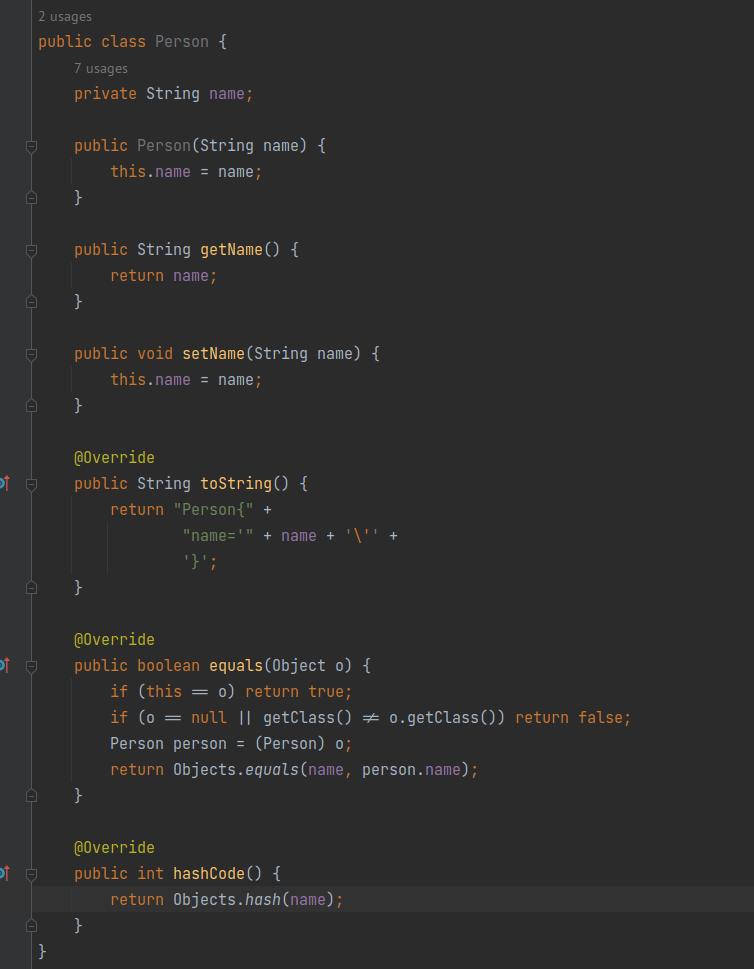 2 usages
public class Person {
7 usages
private String name;
public Person(String name) {
this.name = name;
}
public String getName() {
return name;
}
public void setName(String name) {
this.name = name;
}
@Override
public String toString() {
return "Person{" +
"name='" + name + '\'' +
'}';
}
@Override
public boolean equals(Object o) {
if (this == o) return true;
if (o == null || getClass() != o.getClass()) return false;
Person person = (Person) o;
return Objects.equals(name, person.name);
}
@Override
public int hashCode() {
return Objects.hash(name);
}
}